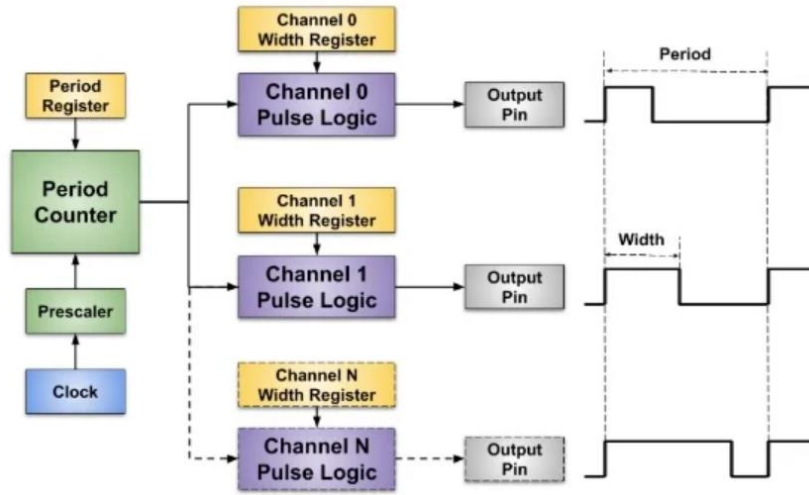 Channel 0
Width Register
Period
Period
Register
Channel 0
Pulse Logic
Output
Pin
Period
Counter
Channel 1
Width Register
Width
Channel 1
Pulse Logic
Output
Pin
Prescaler
Clock
Channel N
Width Register
Channel N
Pulse Logic
Output
Pin